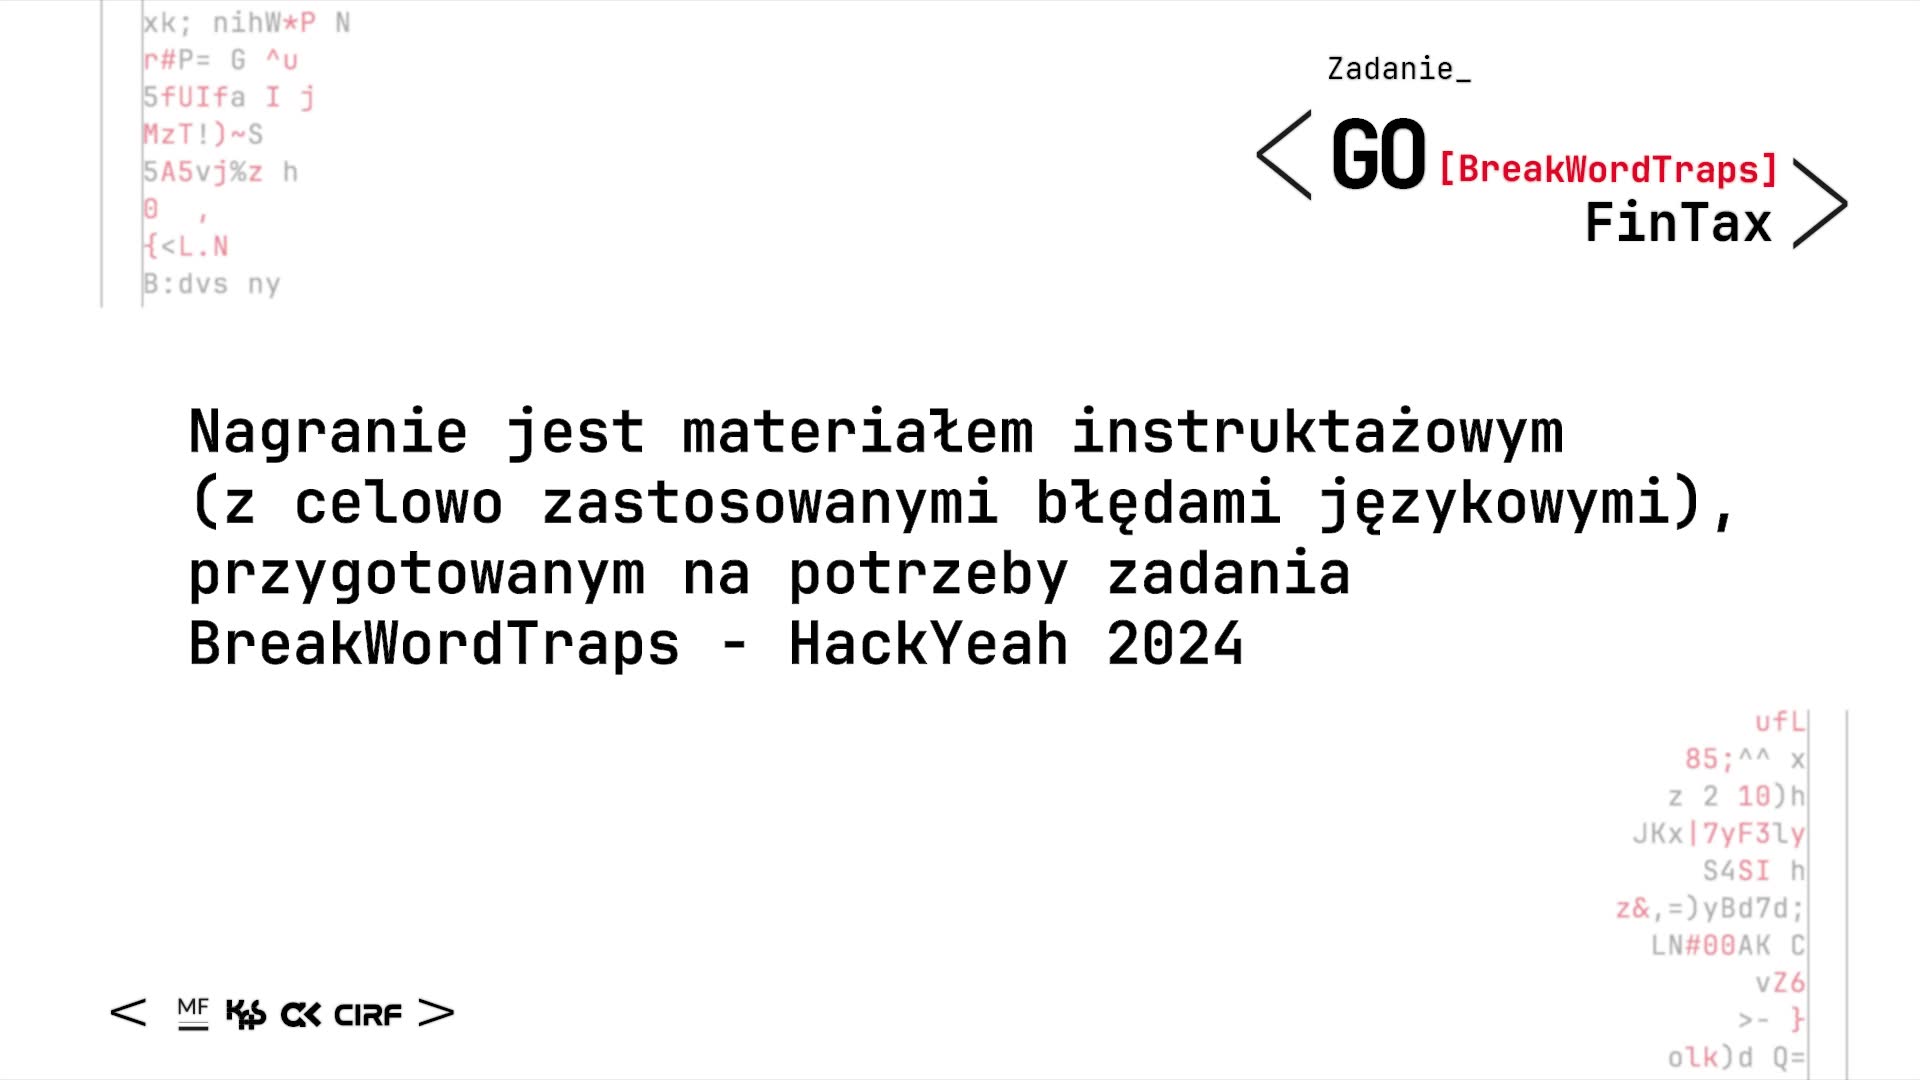 xk; nihW*P N
r#P= G ^u
5fUIfa I j
MzT!)~S
5A5vj%z h
0  ,
{<L.N
B:dvs ny
Zadanie_
<GO [BreakWordTraps]
FinTax>
Nagranie jest materiałem instruktażowym
(z celowo zastosowanymi błędami językowymi),
przygotowanym na potrzeby zadania
BreakWordTraps - HackYeah 2024
ufL
85;^^ x
z 2 10)h
JKx|7yF3ly
S4SI h
z&,=)yBd7d;
LN#00AK C
vZ6
>- }
olk)d Q=
< MF KAS CK CIRF >